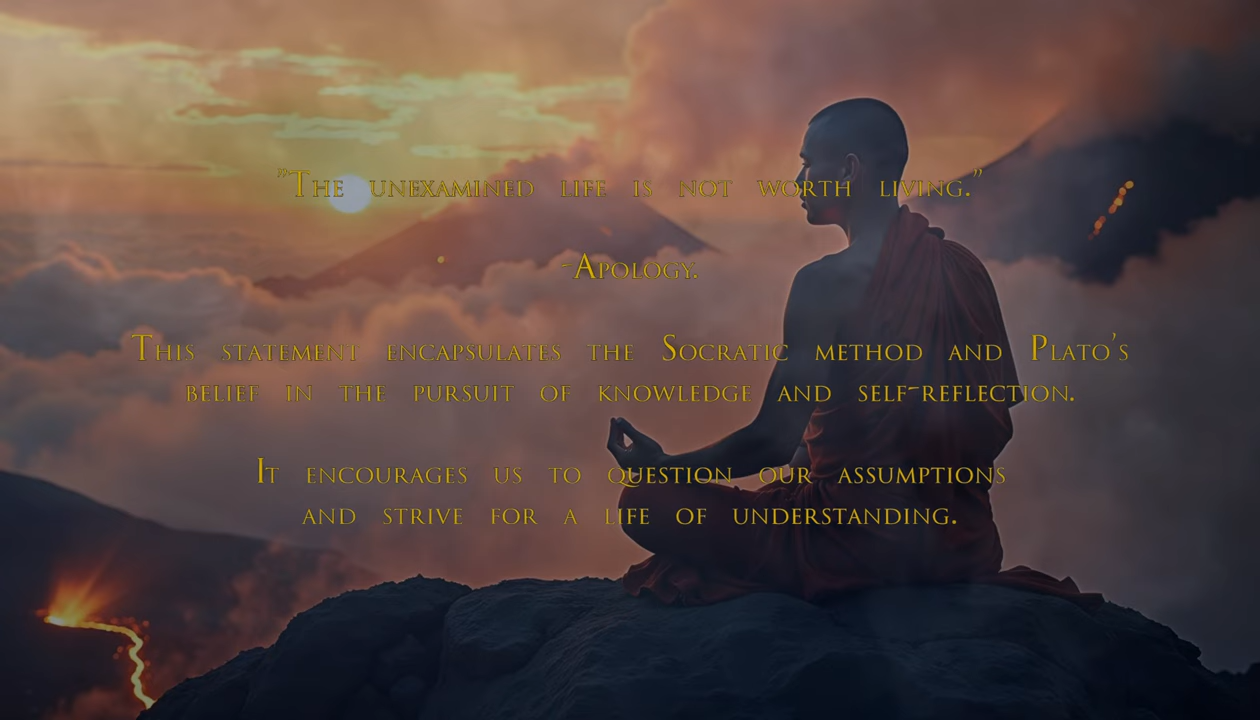 "The unexamined life is not worth living."
-Apology.
This statement encapsulates the Socratic method and Plato's
belief in the pursuit of knowledge and self-reflection.
It encourages us to question our assumptions
and strive for a life of understanding.